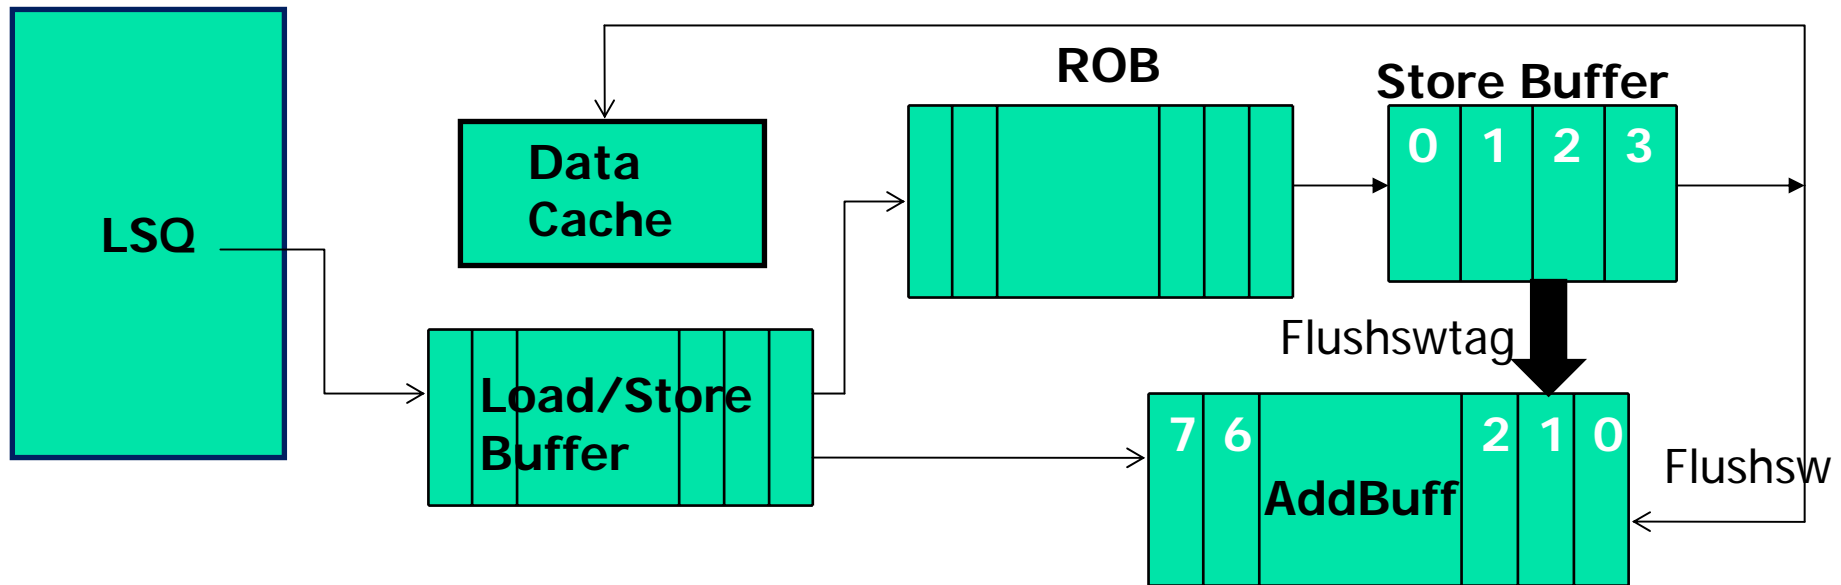 ROB
Store Buffer
0 1 2 3
Data
Cache
LSQ
Flushswtag
Load/Store
Buffer
7 6 2 1 0
AddBuff
Flushsw